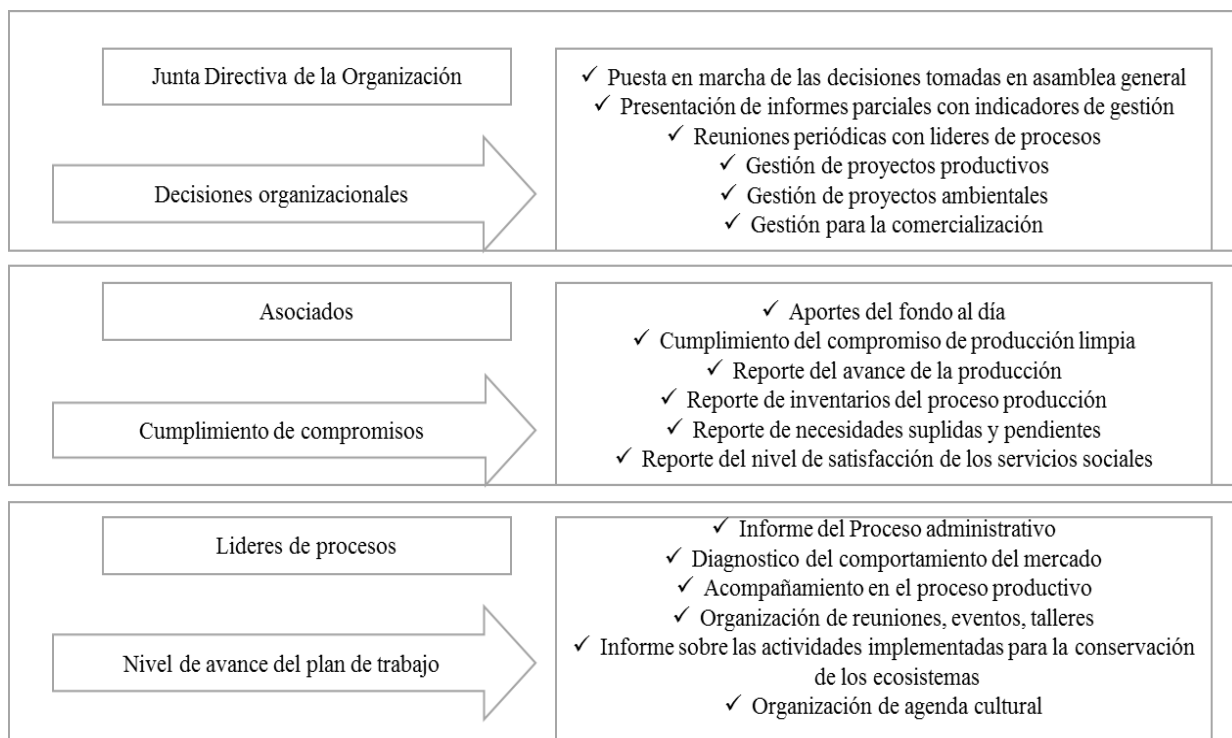 Junta Directiva de la Organización
Decisiones organizacionales
✓ Puesta en marcha de las decisiones tomadas en asamblea general
✓ Presentación de informes parciales con indicadores de gestión
✓ Reuniones periódicas con lideres de procesos
✓ Gestión de proyectos productivos
✓ Gestión de proyectos ambientales
✓ Gestión para la comercialización
Asociados
Cumplimiento de compromisos
✓ Aportes del fondo al día
✓ Cumplimiento del compromiso de producción limpia
✓ Reporte del avance de la producción
✓ Reporte de inventarios del proceso producción
✓ Reporte de necesidades suplidas y pendientes
✓ Reporte del nivel de satisfacción de los servicios sociales
Lideres de procesos
Nivel de avance del plan de trabajo
✓ Informe del Proceso administrativo
✓ Diagnostico del comportamiento del mercado
✓ Acompañamiento en el proceso productivo
✓ Organización de reuniones, eventos, talleres
✓ Informe sobre las actividades implementadas para la conservación
de los ecosistemas
✓ Organización de agenda cultural